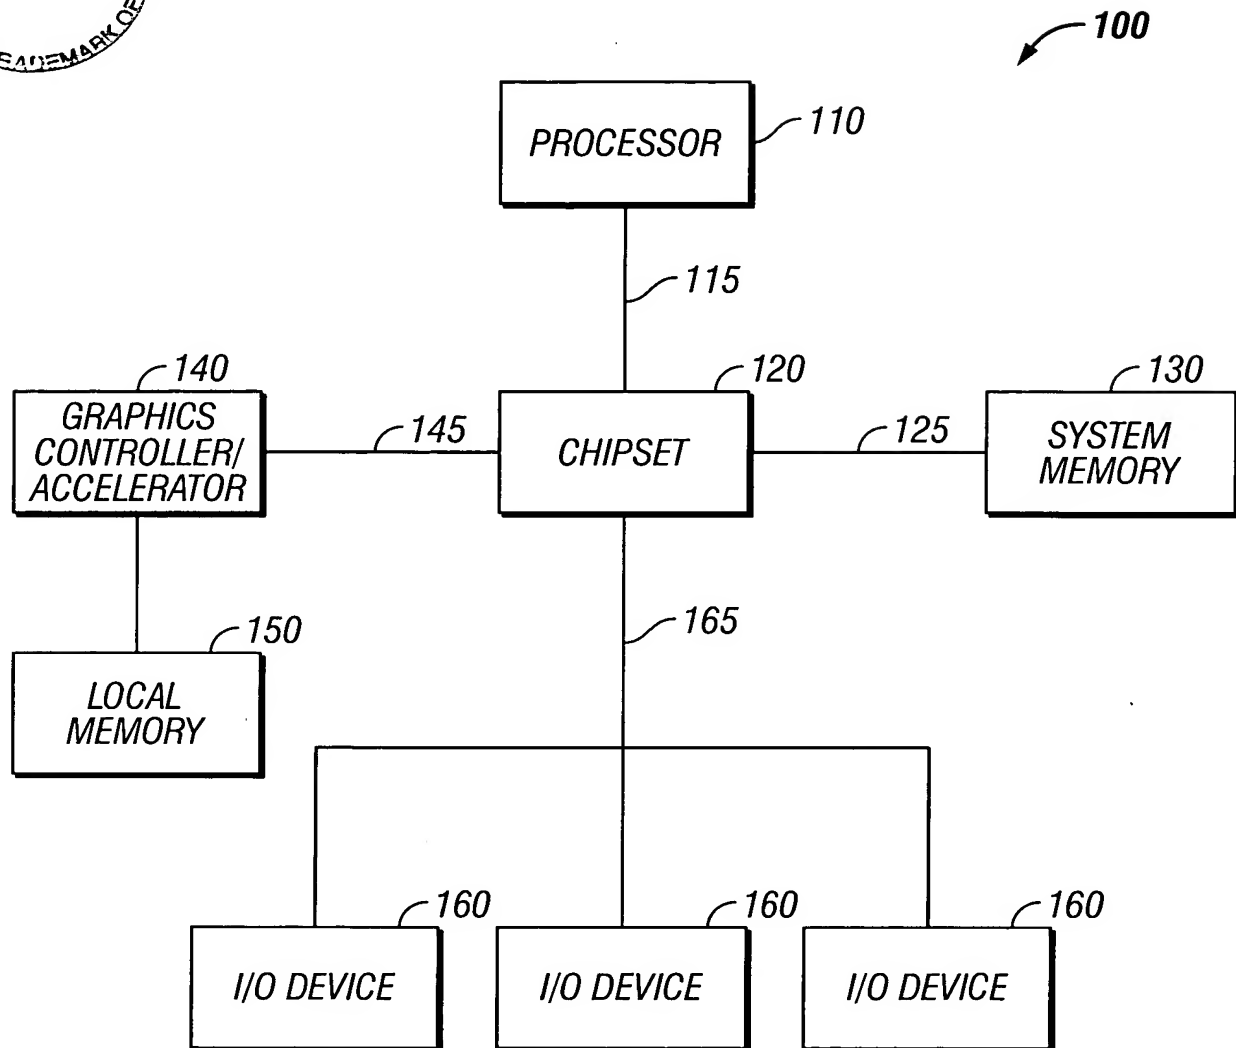 100
PROCESSOR
110
115
140
120
130
GRAPHICS
CONTROLLER/
ACCELERATOR
145
CHIPSET
125
SYSTEM
MEMORY
165
150
LOCAL
MEMORY
160
160
160
I/O DEVICE
I/O DEVICE
I/O DEVICE